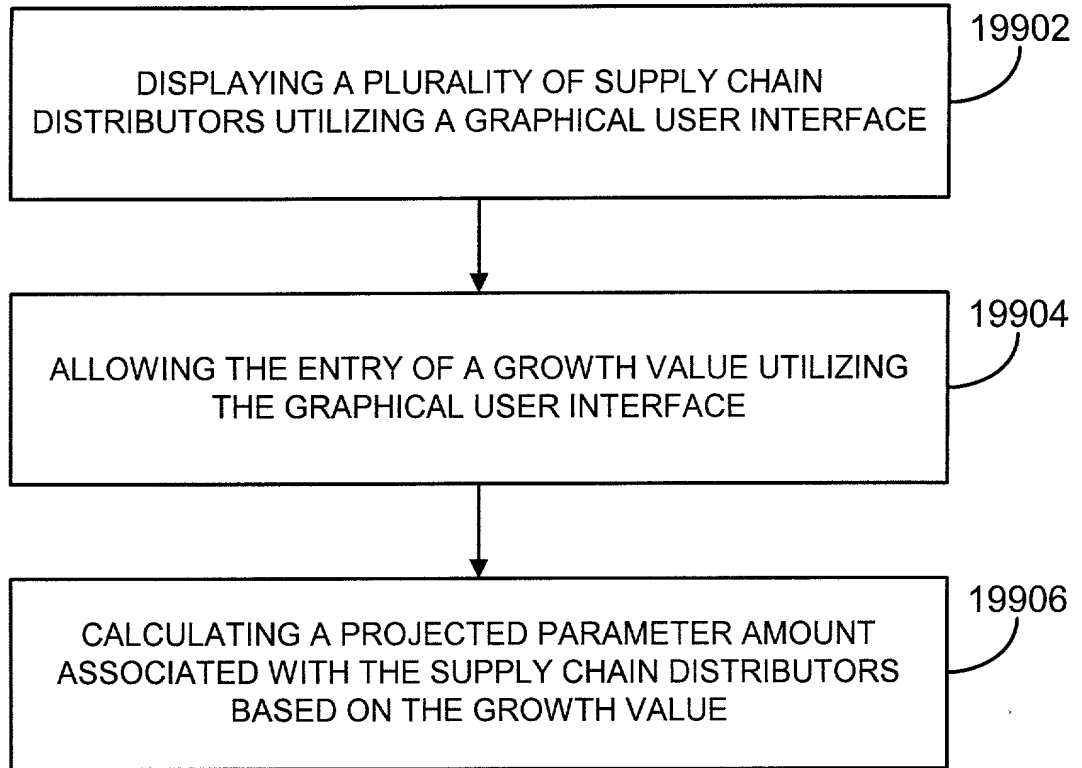 19902
DISPLAYING A PLURALITY OF SUPPLY CHAIN
DISTRIBUTORS UTILIZING A GRAPHICAL USER INTERFACE
19904
ALLOWING THE ENTRY OF A GROWTH VALUE UTILIZING
THE GRAPHICAL USER INTERFACE
19906
CALCULATING A PROJECTED PARAMETER AMOUNT
ASSOCIATED WITH THE SUPPLY CHAIN DISTRIBUTORS
BASED ON THE GROWTH VALUE